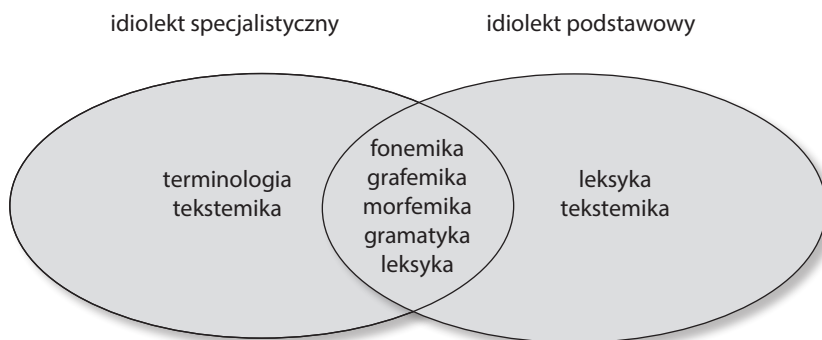 idiolekt specjalistyczny
idiolekt podstawowy
terminologia
tekstemika
fonemika
grafemika
morfemika
gramatyka
leksyka
leksyka
tekstemika